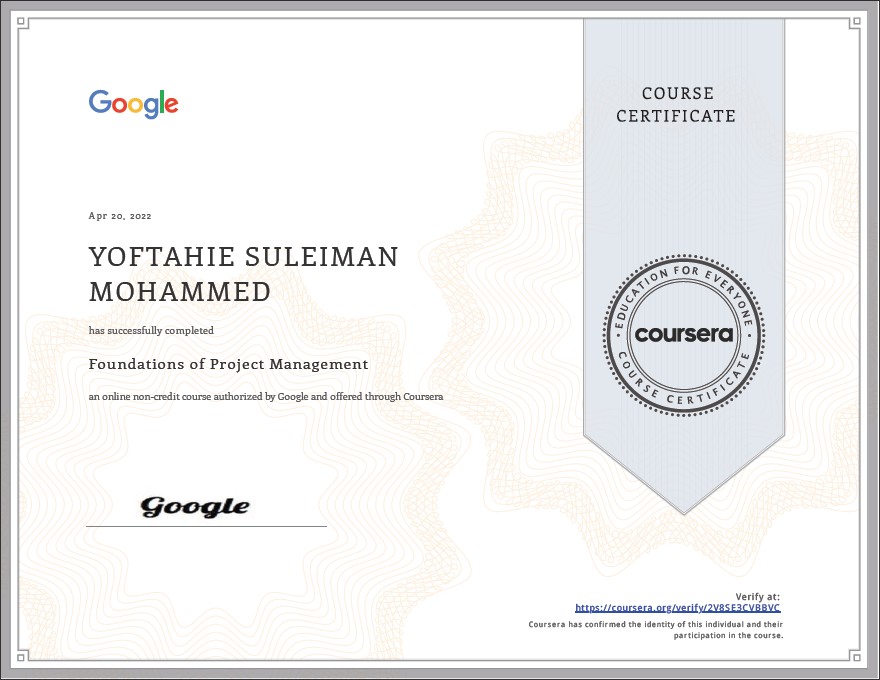 Google
COURSE
CERTIFICATE
Apr 20, 2022
YOFTAHIE SULEIMAN
MOHAMMED
has successfully completed
Foundations of Project Management
an online non-credit course authorized by Google and offered through Coursera
EDUCATION FOR EVERYONE
coursera
COURSE CERTIFICATE
Google
Verify at:
https://coursera.org/verify/2V8SE3CVBBVC
Coursera has confirmed the identity of this individual and their
participation in the course.